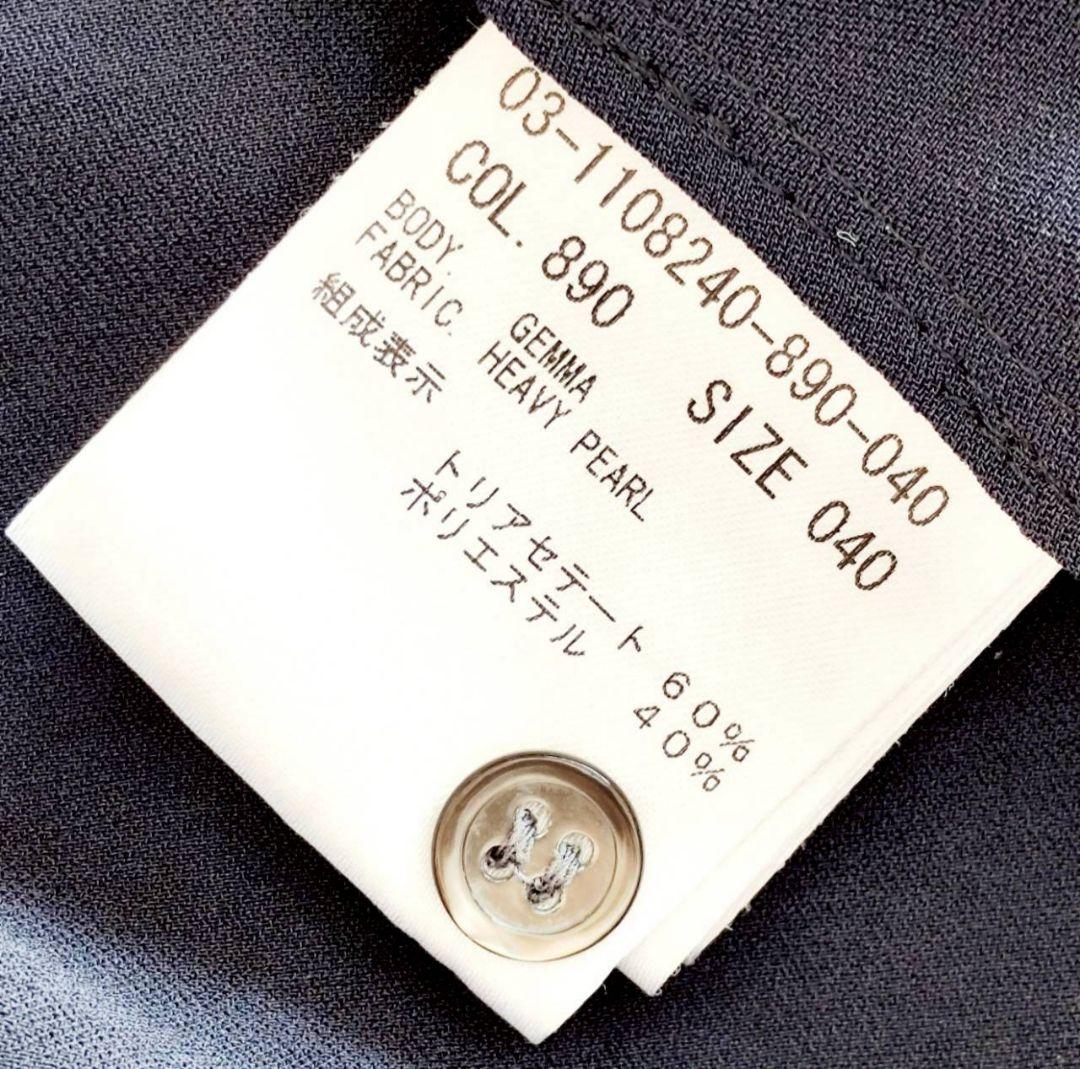 03-1108240-890-040
COL. 890 SIZE 040
BODY. GEMMA
FABRIC. HEAVY PEARL
組成表示
トリアセテート 60%
ポリエステル 40%